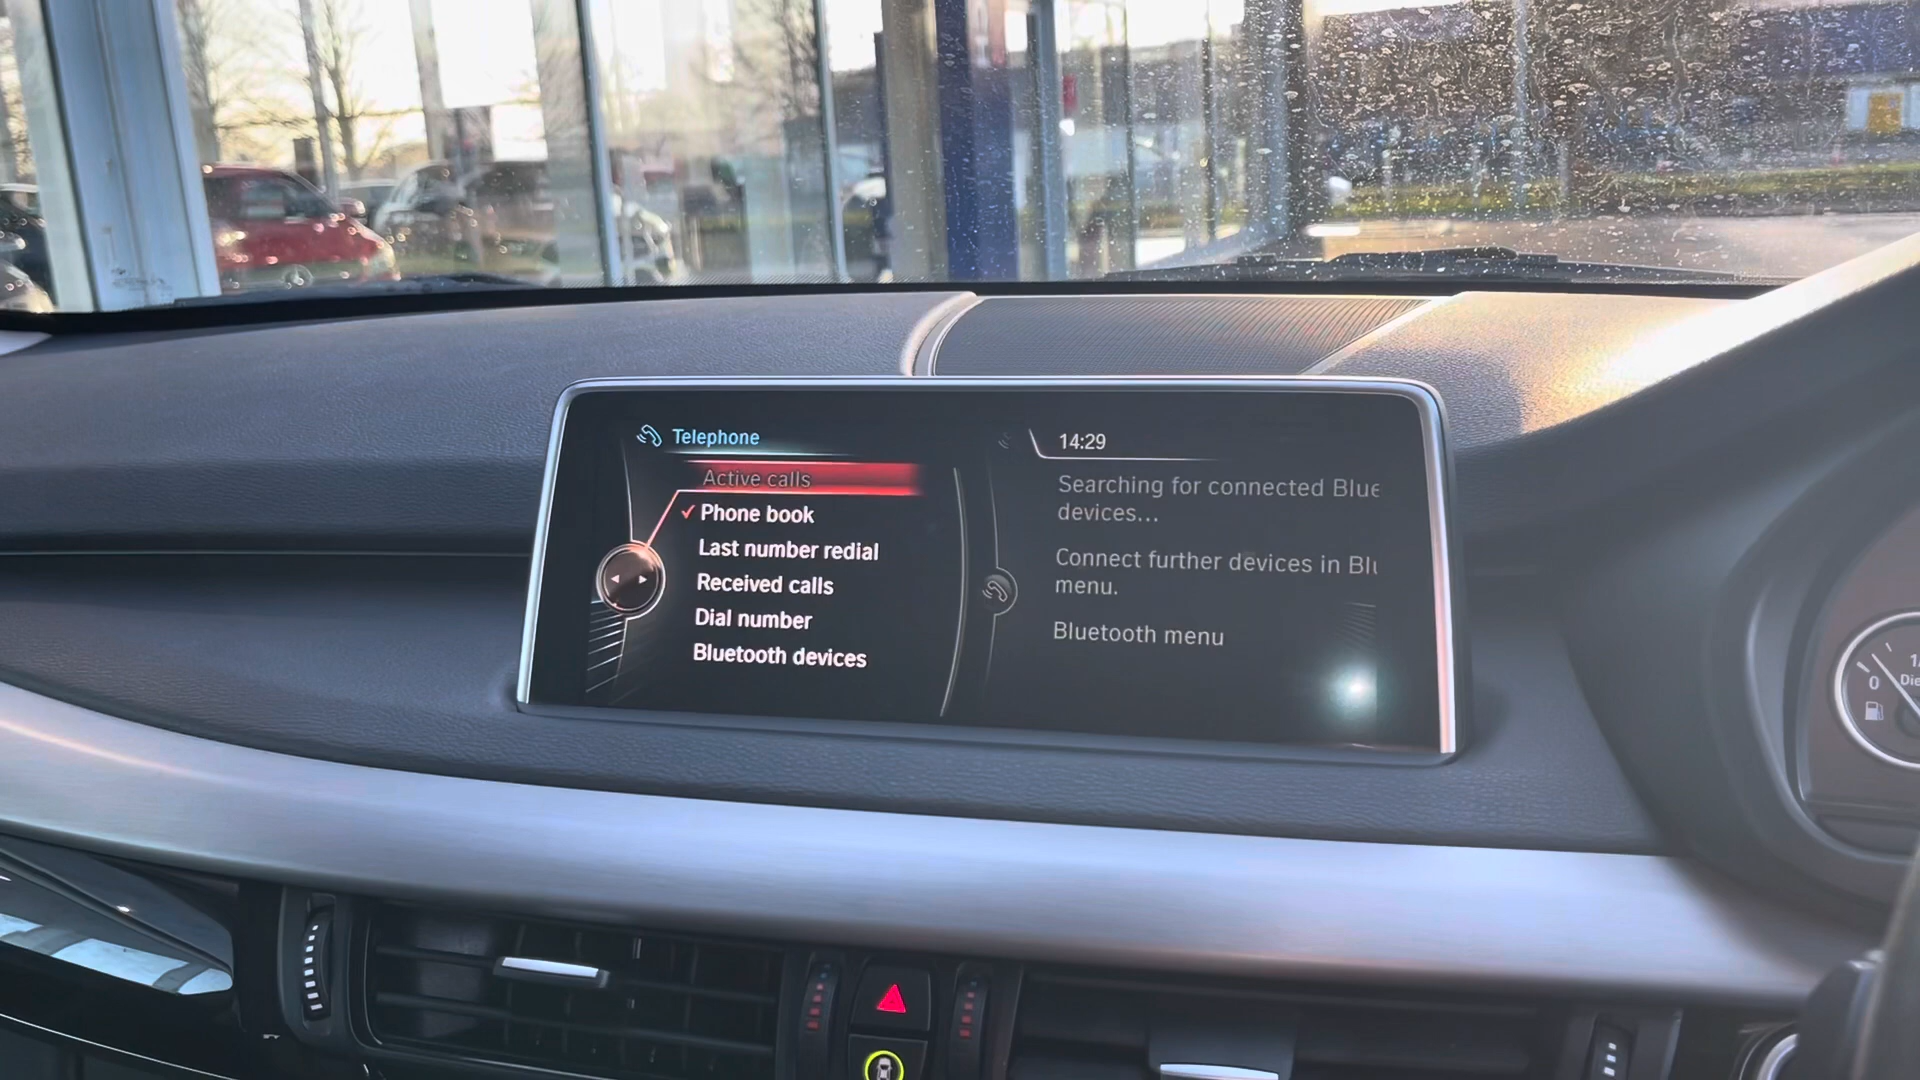 Telephone
Active calls
Phone book
Last number redial
Received calls
Dial number
Bluetooth devices
14:29
Searching for connected Blue
devices...
Connect further devices in Blu
menu.
Bluetooth menu
0